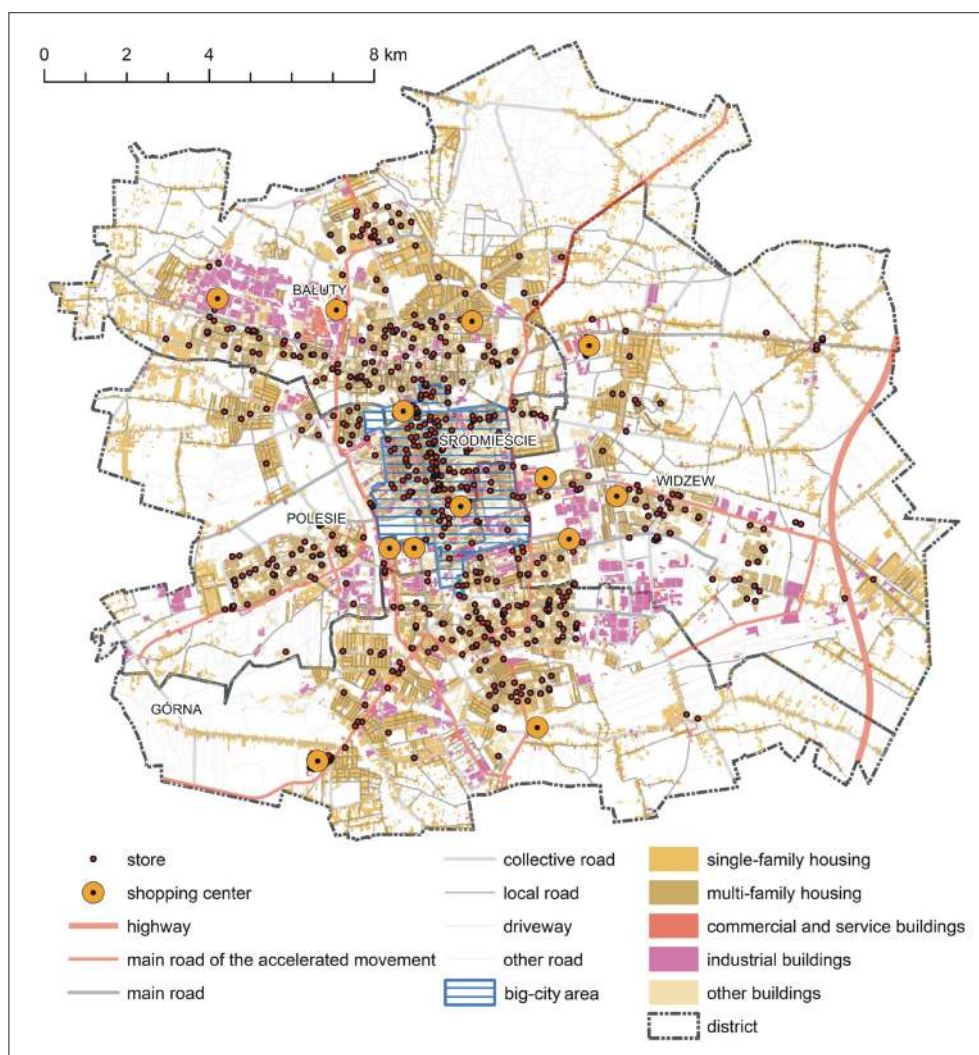 0 4 8 km
BAŁUTY
ŚRÓDMIEŚCIE
WIDZEW
POLESIE
GÓRNA
store
shopping center
highway
main road of the accelerated movement
main road
collective road
local road
driveway
other road
big-city area
single-family housing
multi-family housing
commercial and service buildings
industrial buildings
other buildings
district